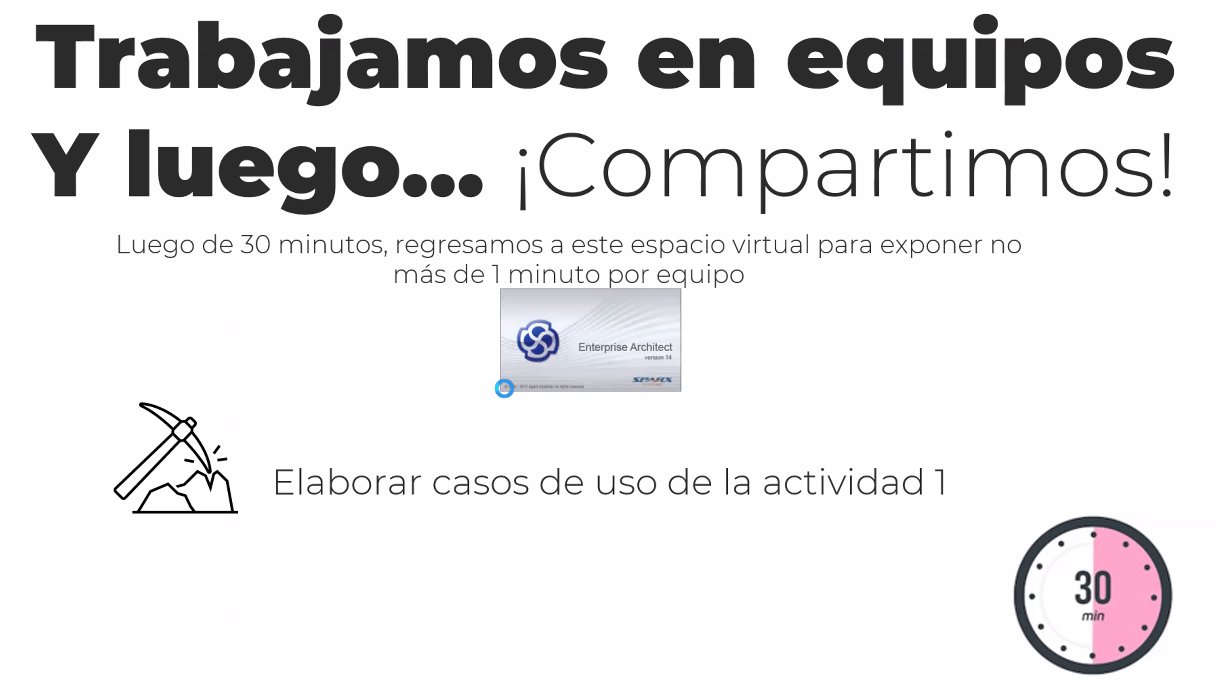 Trabajamos en equipos
Y luego... ¡Compartimos!
Luego de 30 minutos, regresamos a este espacio virtual para exponer no
más de 1 minuto por equipo
Enterprise Architect
version 14
SPARX
Elaborar casos de uso de la actividad 1
30
min